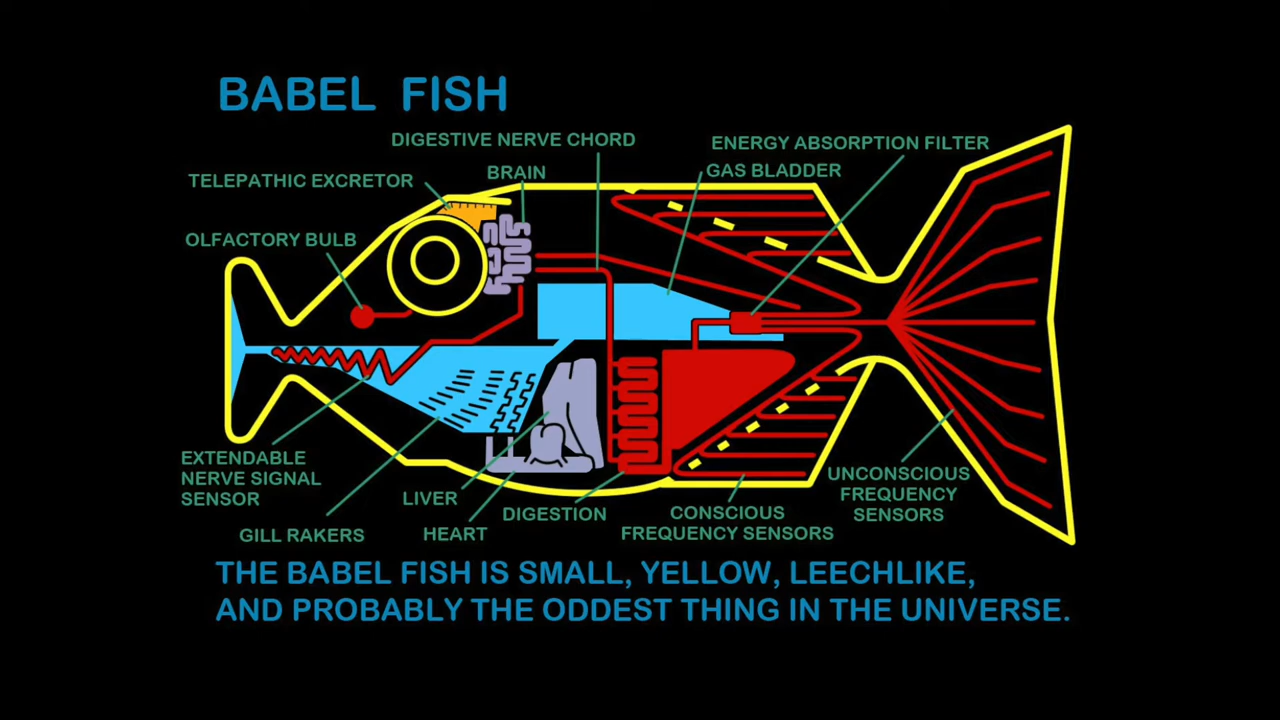 BABEL FISH
DIGESTIVE NERVE CHORD
ENERGY ABSORPTION FILTER
BRAIN
GAS BLADDER
TELEPATHIC EXCRETOR
OLFACTORY BULB
EXTENDABLE
NERVE SIGNAL
SENSOR
GILL RAKERS
LIVER
HEART
DIGESTION
CONSCIOUS
FREQUENCY SENSORS
UNCONSCIOUS
FREQUENCY
SENSORS
THE BABEL FISH IS SMALL, YELLOW, LEECHLIKE,
AND PROBABLY THE ODDEST THING IN THE UNIVERSE.